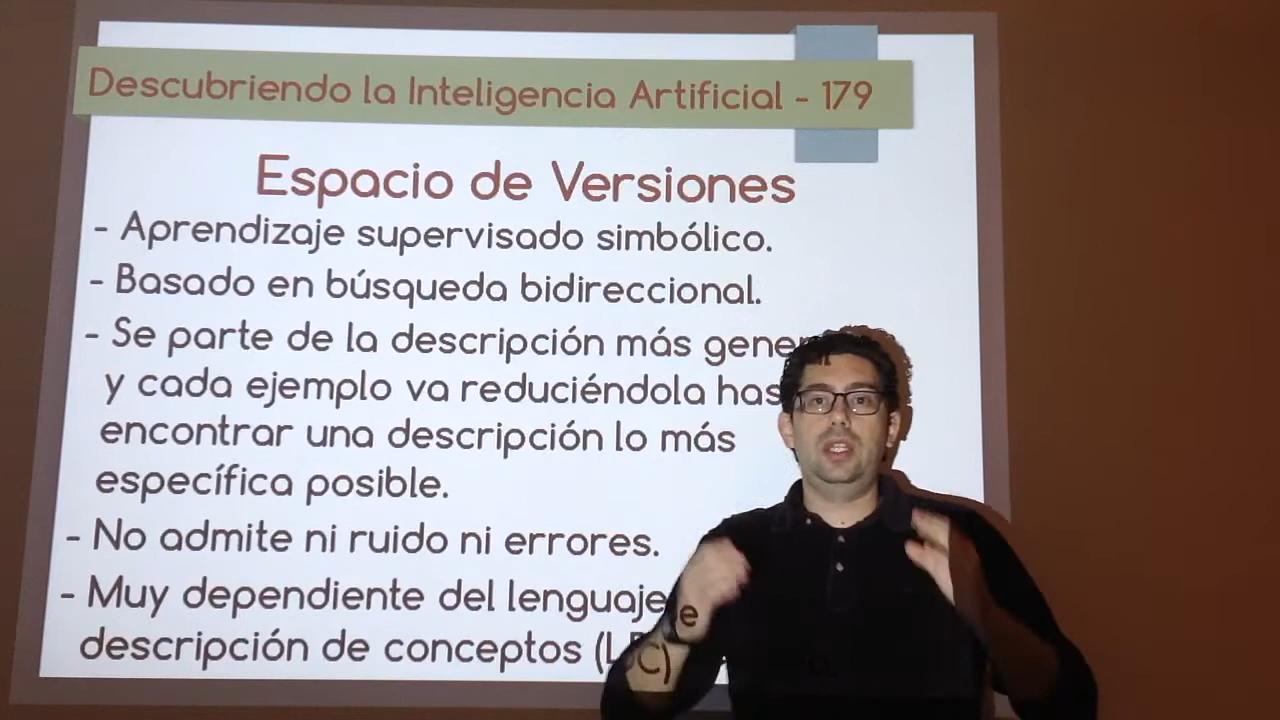 Descubriendo la Inteligencia Artificial - 179
Espacio de Versiones
- Aprendizaje supervisado simbólico.
- Basado en búsqueda bidireccional.
- Se parte de la descripción más
y cada ejemplo va reduciéndola
encontrar una descripción lo más
específica posible.
- No admite ni ruido ni errores.
- Muy dependiente del lenguaje
descripción de conceptos